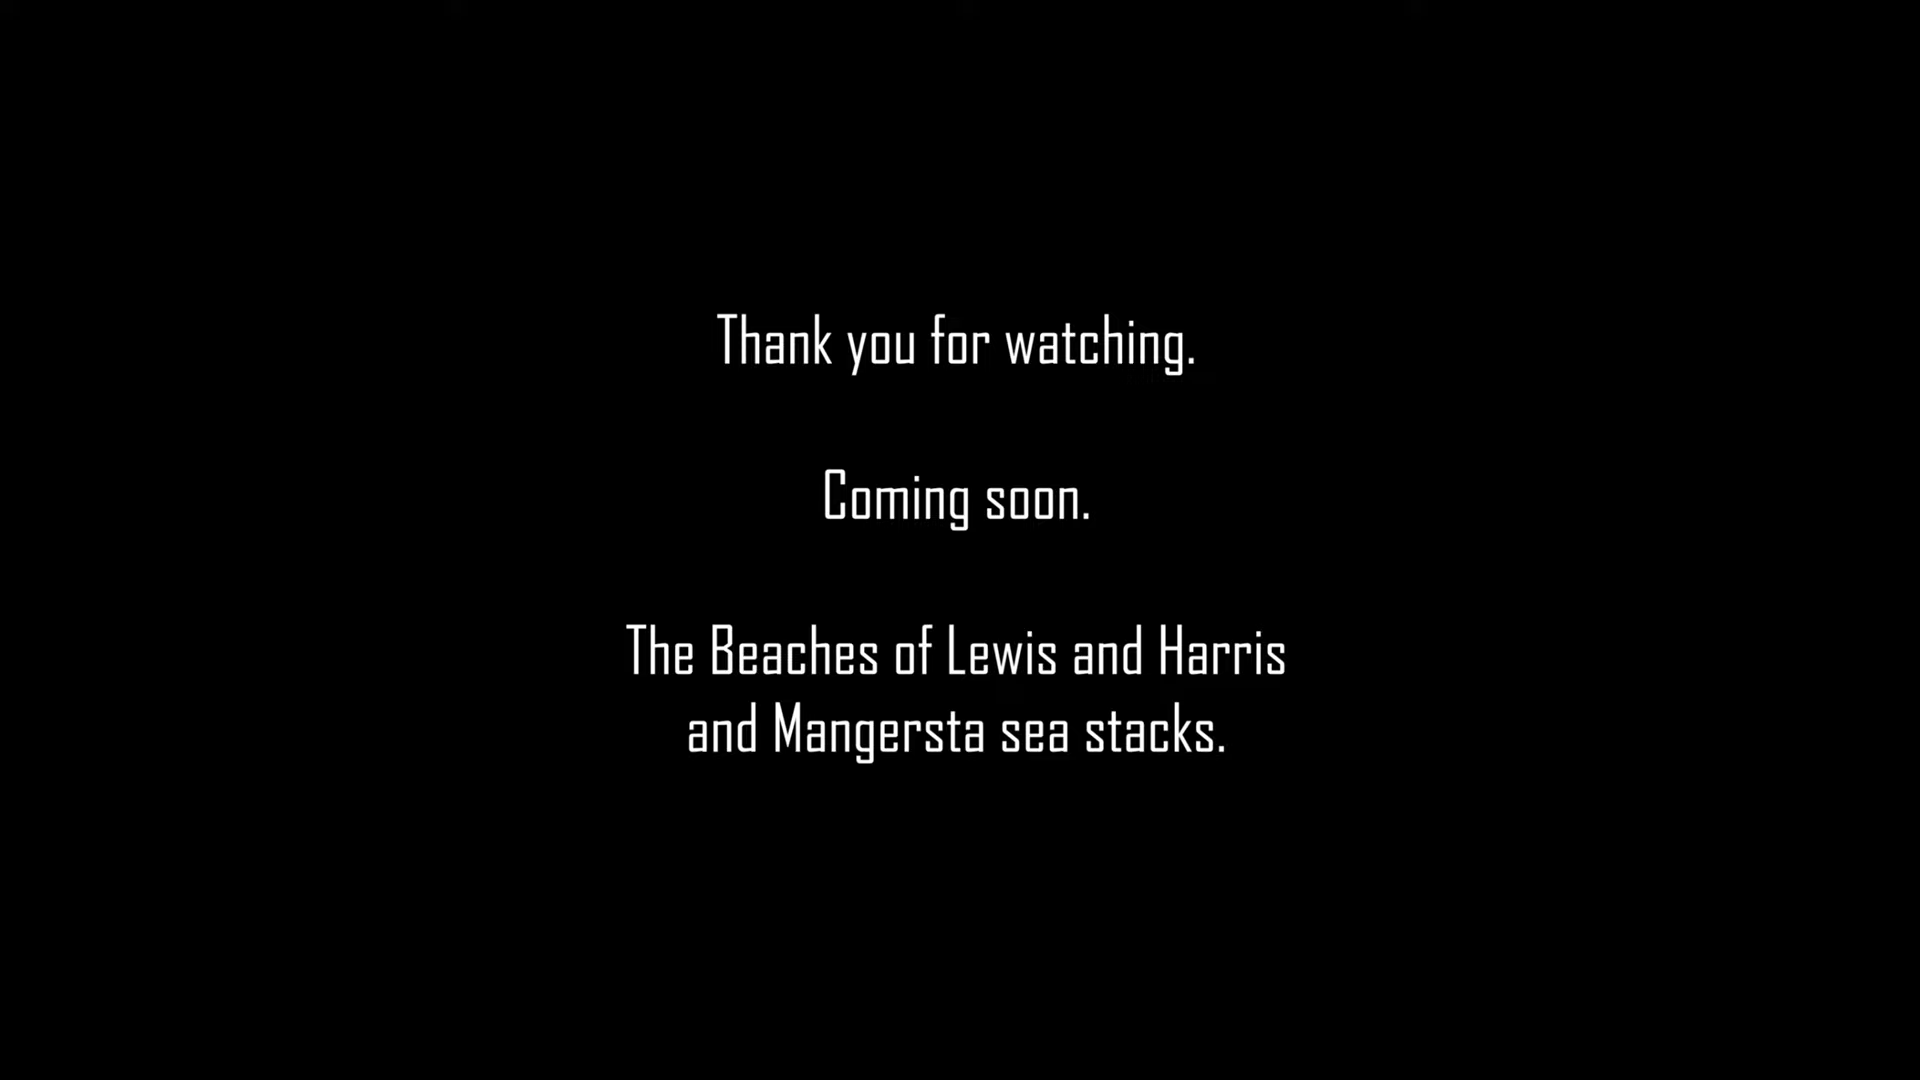 Thank you for watching.
Coming soon.
The Beaches of Lewis and Harris
and Mangersta sea stacks.